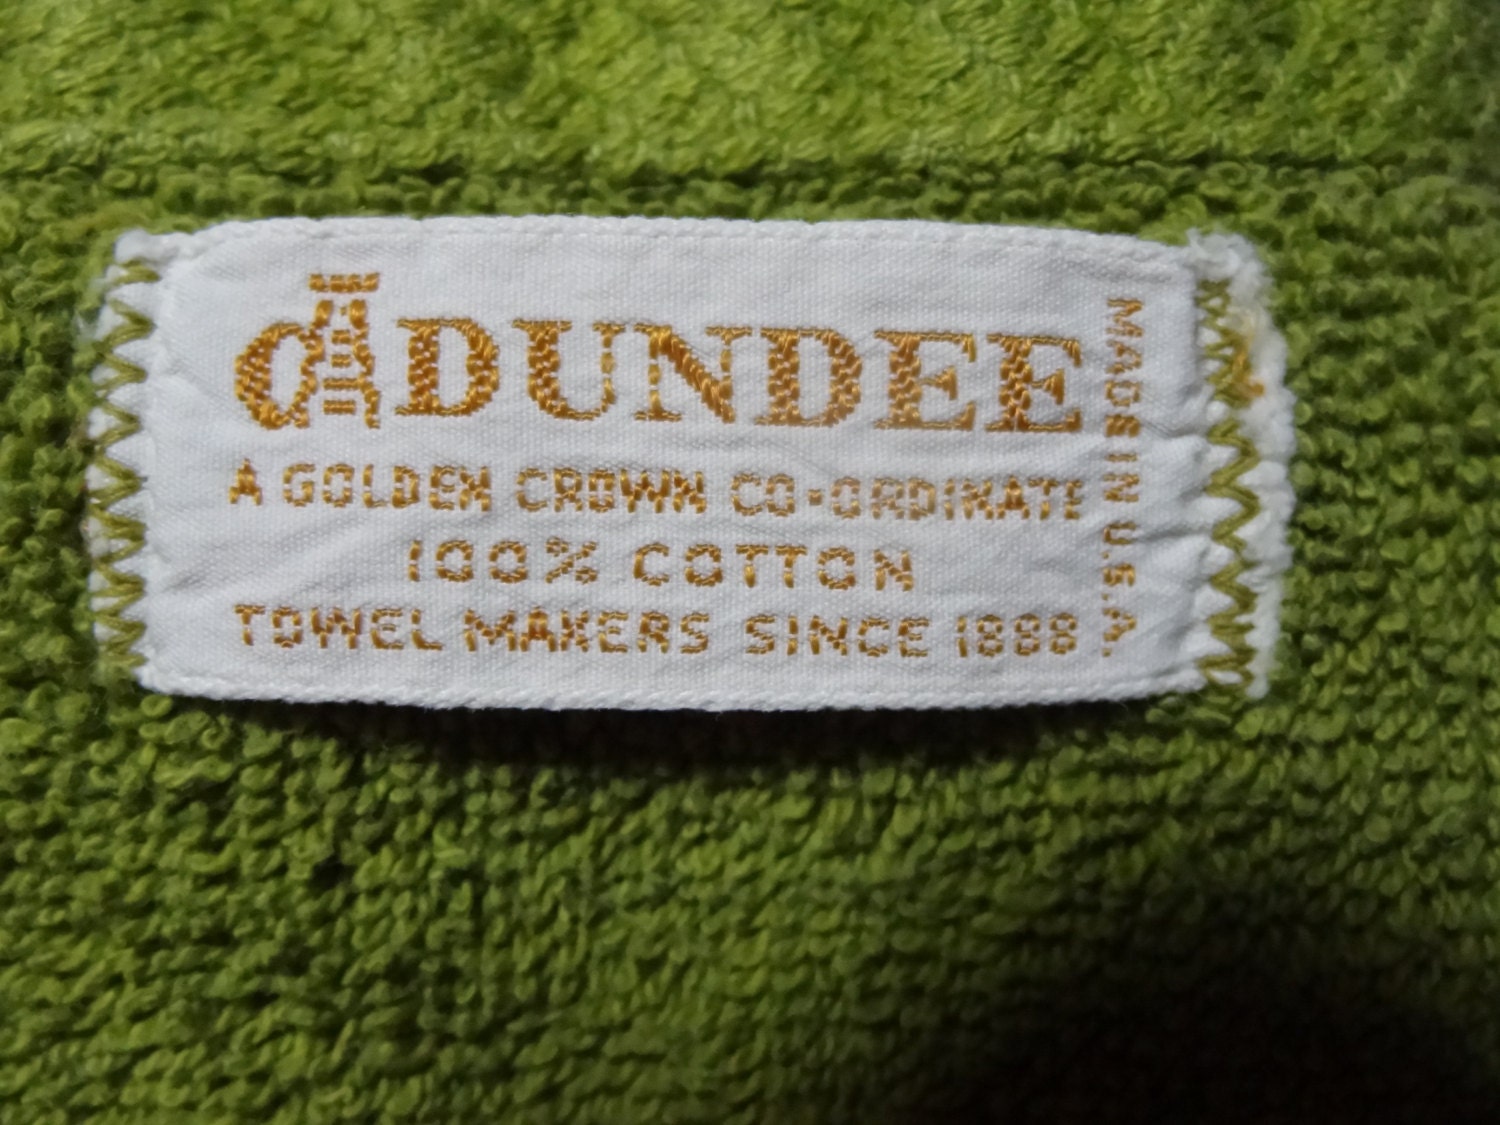 DUNDEE
A GOLDEN CROWN CO-ORDINATE
100% COTTON
TOWEL MAKERS SINCE 1888
MADE IN U.S.A.